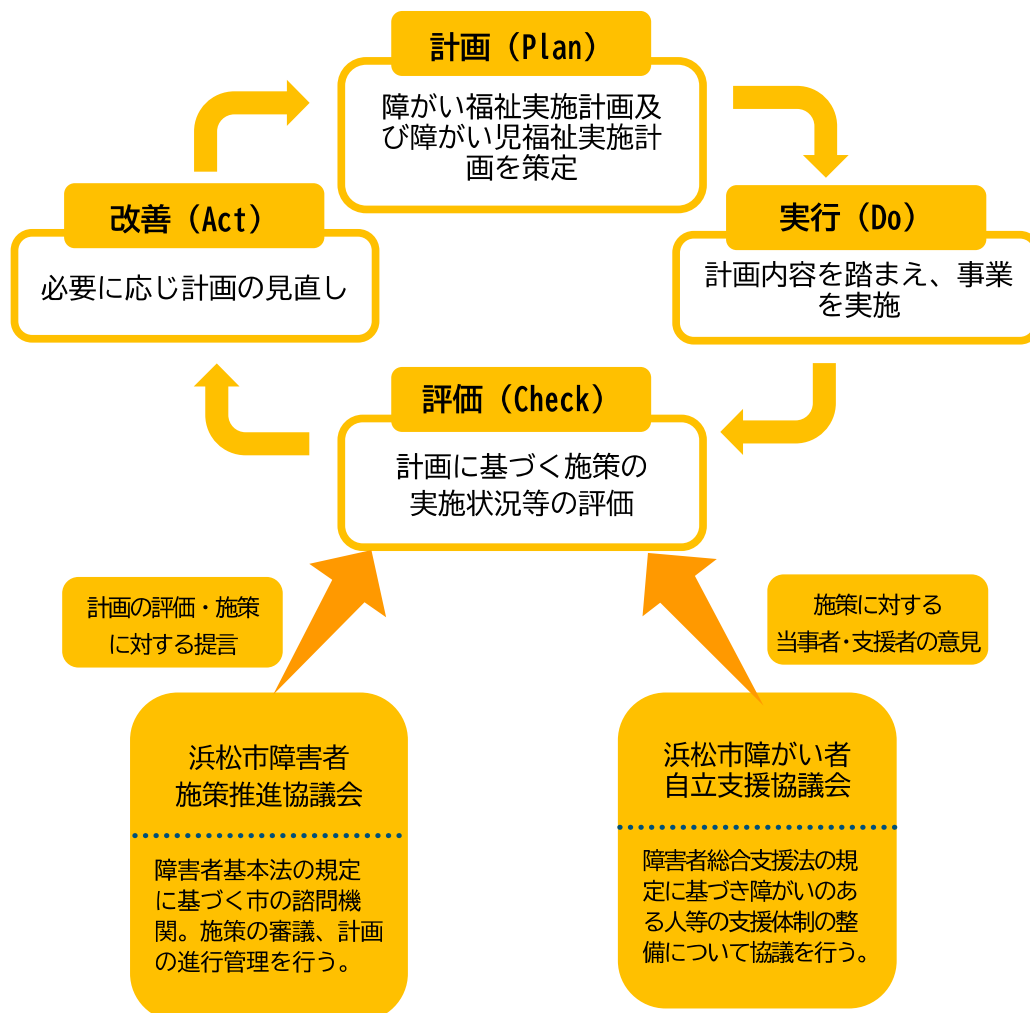 計画（Plan）
障がい福祉実施計画及
び障がい児福祉実施計
画を策定
改善（Act）
必要に応じ計画の見直し
実行（Do）
計画内容を踏まえ、事業
を実施
評価（Check）
計画に基づく施策の
実施状況等の評価
計画の評価・施策
に対する提言
施策に対する
当事者・支援者の意見
浜松市障害者
施策推進協議会
障害者基本法の規定
に基づく市の諮問機
関。施策の審議、計画
の進行管理を行う。
浜松市障がい者
自立支援協議会
障害者総合支援法の規
定に基づき障がいのあ
る人等の支援体制の整
備について協議を行う。